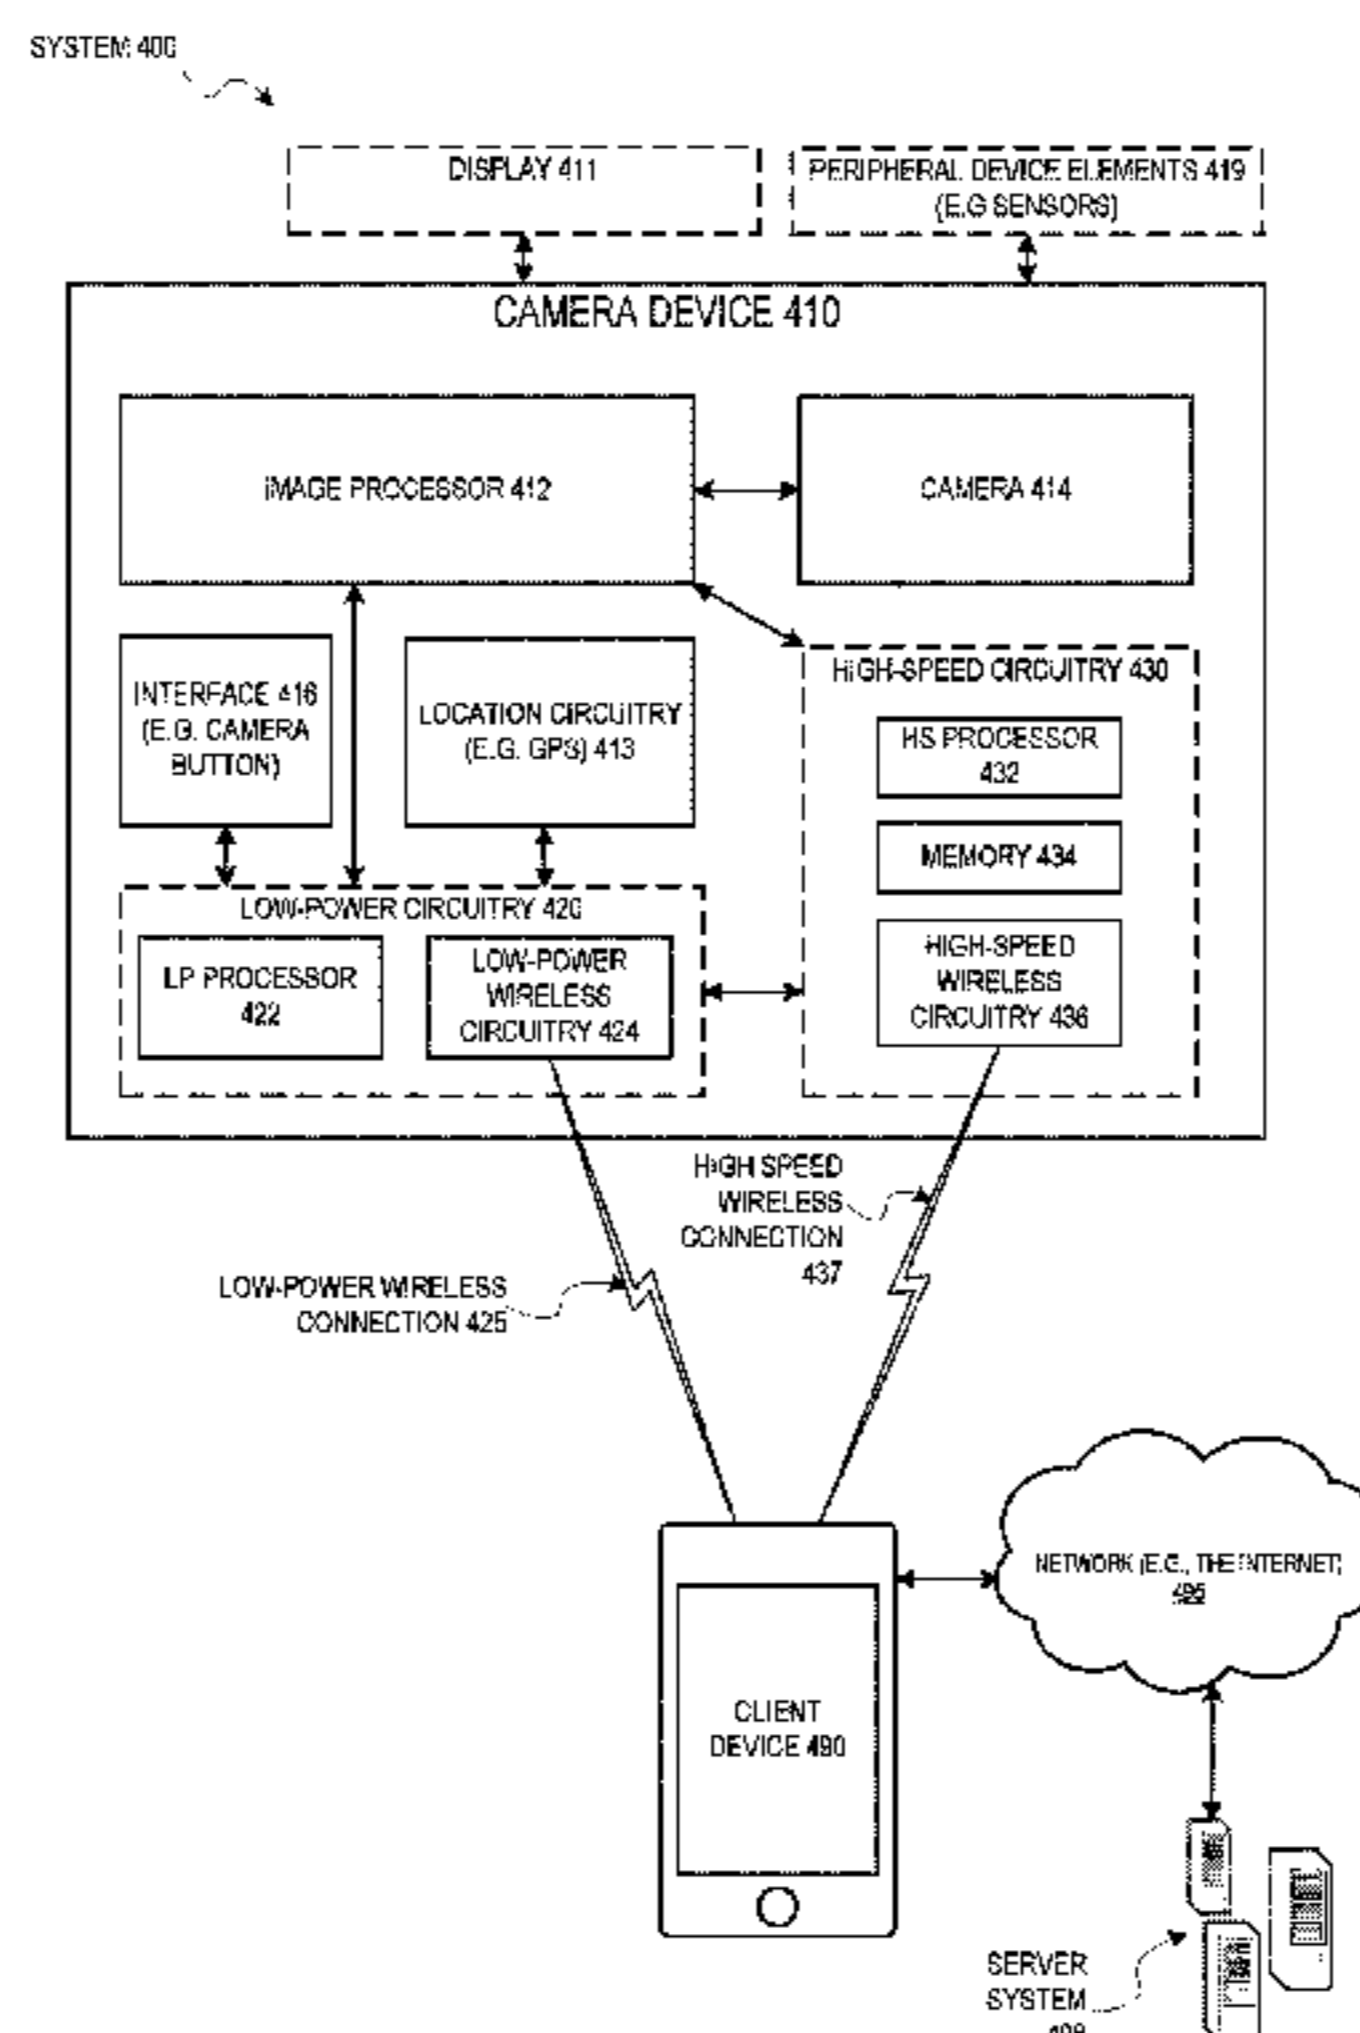 SYSTEM 400
DISPLAY 411
PERIPHERAL DEVICE ELEMENTS 419
(E.G SENSORS)
CAMERA DEVICE 410
IMAGE PROCESSOR 412
CAMERA 414
INTERFACE 416
(E.G. CAMERA
BUTTON)
LOCATION CIRCUITRY
(E.G. GPS) 413
HIGH-SPEED CIRCUITRY 430
HS PROCESSOR
432
MEMORY 434
HIGH-SPEED
WIRELESS
CIRCUITRY 436
LOW-POWER CIRCUITRY 420
LP PROCESSOR
422
LOW-POWER
WIRELESS
CIRCUITRY 424
HIGH SPEED
WIRELESS
CONNECTION
437
LOW-POWER WIRELESS
CONNECTION 425
NETWORK (E.G., THE INTERNET)
495
CLIENT
DEVICE 490
SERVER
SYSTEM